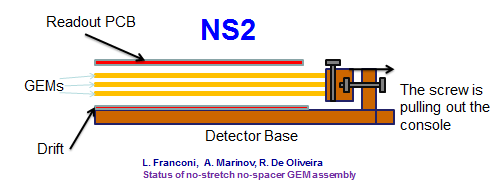 NS2
Readout PCB
GEMs
The screw is
pulling out the
console
Drift
Detector Base
L. Franconi, A. Marinov, R. De Oliveira
Status of no-stretch no-spacer GEM assembly